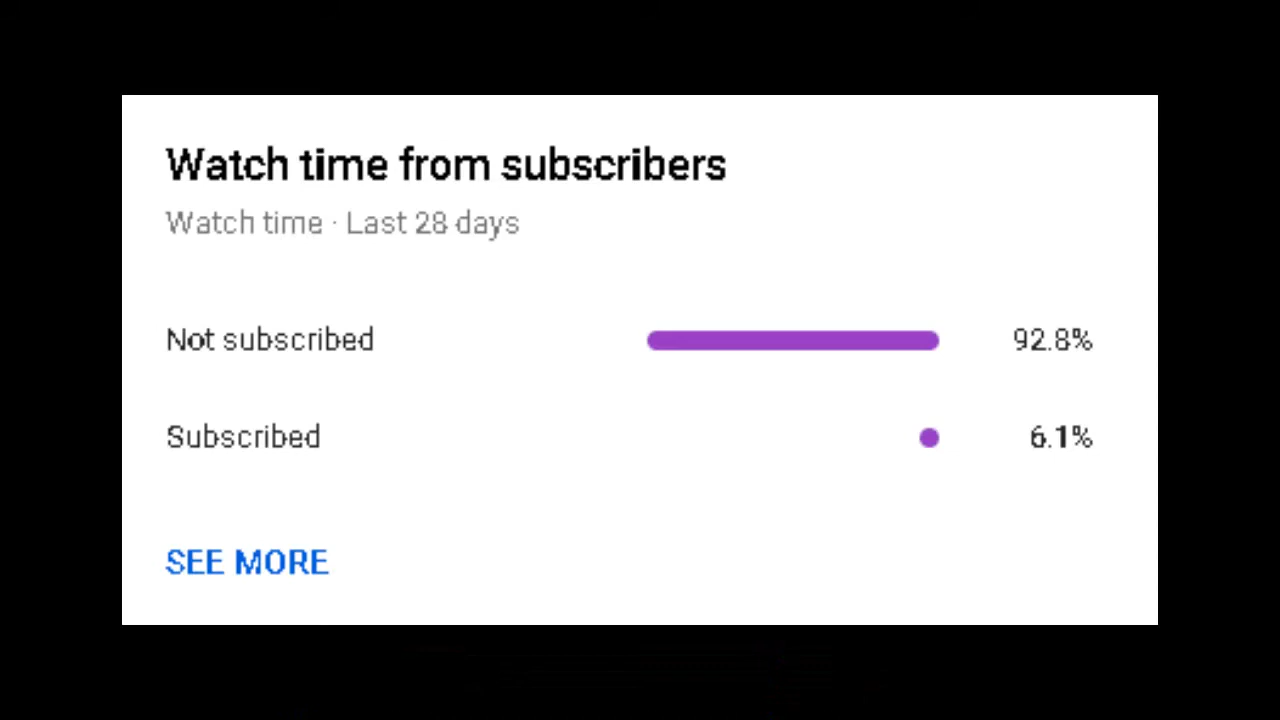 Watch time from subscribers
Watch time · Last 28 days
Not subscribed 92.8%
Subscribed 6.1%
SEE MORE